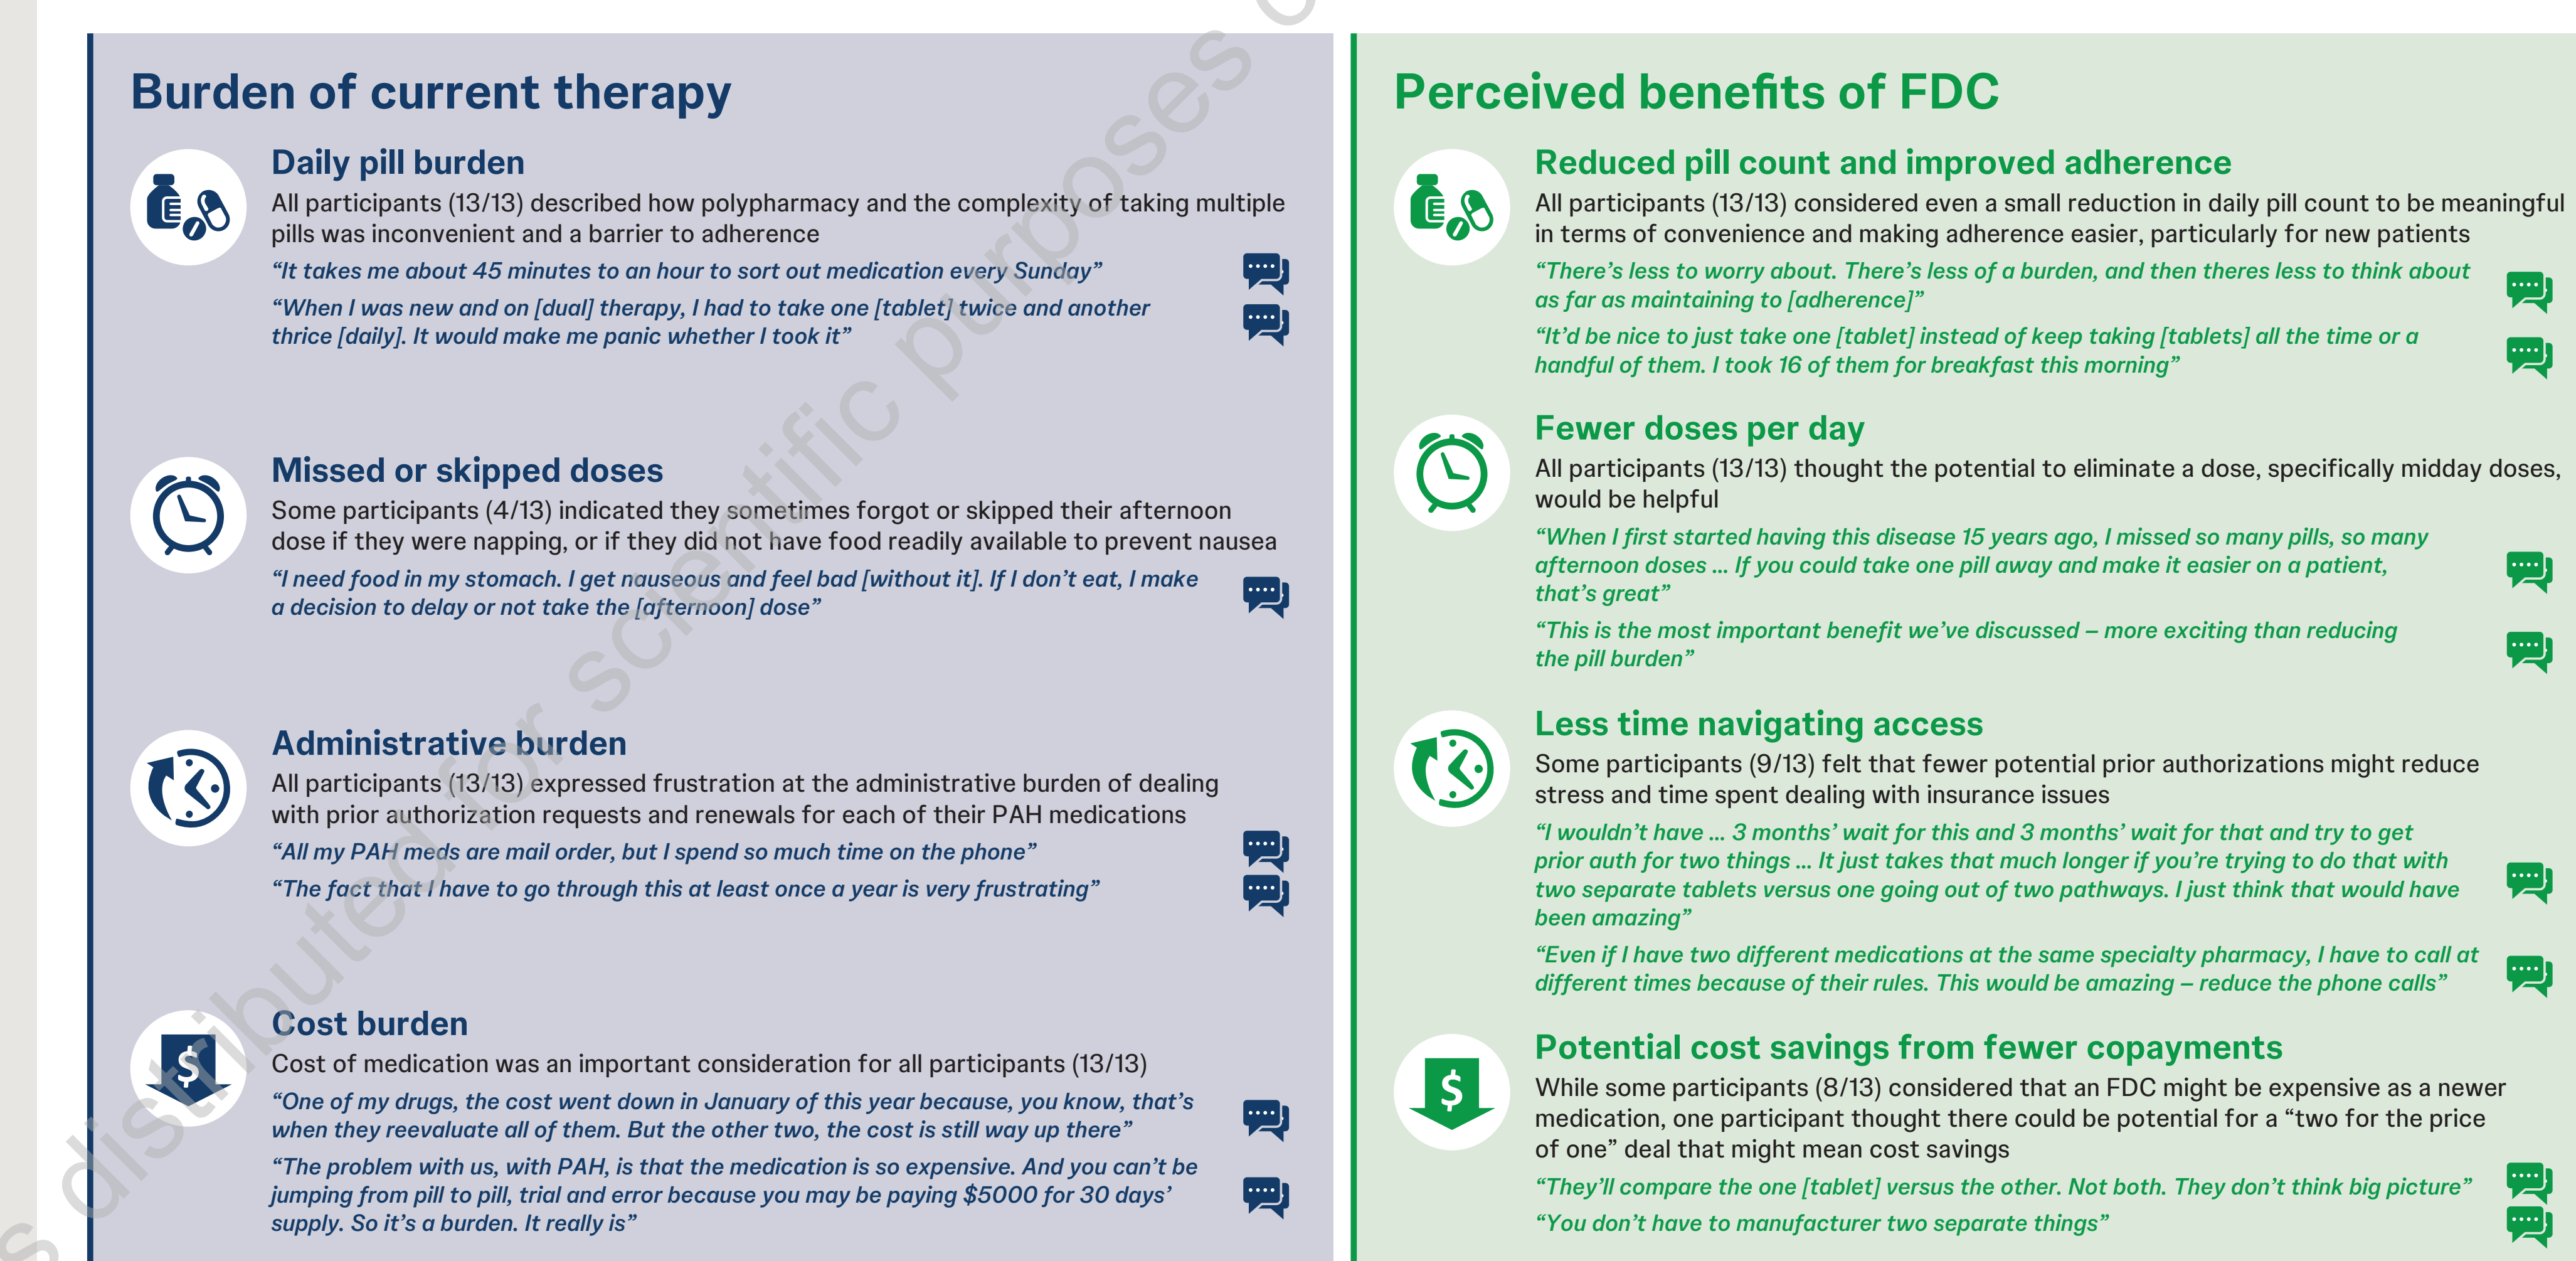 Burden of current therapy
Daily pill burden
All participants (13/13) described how polypharmacy and the complexity of taking multiple
pills was inconvenient and a barrier to adherence
“It takes me about 45 minutes to an hour to sort out medication every Sunday”
“When I was new and on [dual] therapy, I had to take one [tablet] twice and another
thrice [daily]. It would make me panic whether I took it”
Missed or skipped doses
Some participants (4/13) indicated they sometimes forgot or skipped their afternoon
dose if they were napping, or if they did not have food readily available to prevent nausea
“I need food in my stomach. I get nauseous and feel bad [without it]. If I don’t eat, I make
a decision to delay or not take the [afternoon] dose”
Administrative burden
All participants (13/13) expressed frustration at the administrative burden of dealing
with prior authorization requests and renewals for each of their PAH medications
“All my PAH meds are mail order, but I spend so much time on the phone”
“The fact that I have to go through this at least once a year is very frustrating”
$
Cost burden
Cost of medication was an important consideration for all participants (13/13)
“One of my drugs, the cost went down in January of this year because, you know, that’s
when they reevaluate all of them. But the other two, the cost is still way up there”
“The problem with us, with PAH, is that the medication is so expensive. And you can’t be
jumping from pill to pill, trial and error because you may be paying $5000 for 30 days’
supply. So it’s a burden. It really is”
Perceived benefits of FDC
Reduced pill count and improved adherence
All participants (13/13) considered even a small reduction in daily pill count to be meaningful
in terms of convenience and making adherence easier, particularly for new patients
“There’s less to worry about. There’s less of a burden, and then theres less to think about
as far as maintaining to [adherence]”
“It’d be nice to just take one [tablet] instead of keep taking [tablets] all the time or a
handful of them. I took 16 of them for breakfast this morning”
Fewer doses per day
All participants (13/13) thought the potential to eliminate a dose, specifically midday doses,
would be helpful
“When I first started having this disease 15 years ago, I missed so many pills, so many
afternoon doses ... If you could take one pill away and make it easier on a patient,
that’s great”
“This is the most important benefit we’ve discussed – more exciting than reducing
the pill burden”
Less time navigating access
Some participants (9/13) felt that fewer potential prior authorizations might reduce
stress and time spent dealing with insurance issues
“I wouldn’t have ... 3 months’ wait for this and 3 months’ wait for that and try to get
prior auth for two things ... It just takes that much longer if you’re trying to do that with
two separate tablets versus one going out of two pathways. I just think that would have
been amazing”
“Even if I have two different medications at the same specialty pharmacy, I have to call at
different times because of their rules. This would be amazing – reduce the phone calls”
$
Potential cost savings from fewer copayments
While some participants (8/13) considered that an FDC might be expensive as a newer
medication, one participant thought there could be potential for a “two for the price
of one” deal that might mean cost savings
“They’ll compare the one [tablet] versus the other. Not both. They don’t think big picture”
“You don’t have to manufacturer two separate things”
distributed for scientific purposes